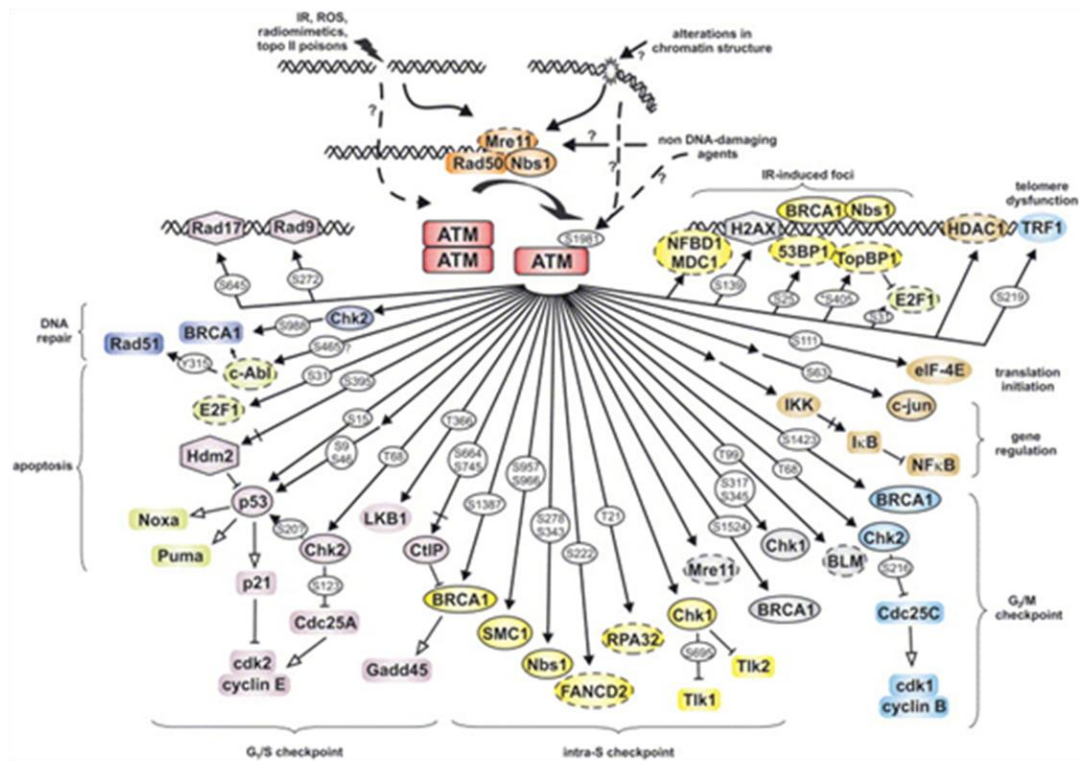 IR, ROS,
radiomimetics,
topo II poisons
alterations in
chromatin structure
?
?
Mre11
Rad50 Nbs1
?
?
?
non DNA-damaging
agents
IR-induced foci
telomere
dysfunction
BRCA1 Nbs1
Rad17
Rad9
H2AX
HDAC1
TRF1
ATM
ATM
S1981
ATM
NFBD1
MDC1
53BP1
TopBP1
E2F1
S645
S272
S139
S25
S405
S31
S219
DNA
repair
Rad51
BRCA1
S988
Chk2
S465?
Y315
c-Abl
S111
eIF-4E
translation
initiation
S31
S395
S63
E2F1
IKK
c-jun
S15
T366
S9
S46
apoptosis
Hdm2
T68
S664
S745
S957
S966
T99
S1423
IκB
NFκB
gene
regulation
T68
S317
S345
p53
Noxa
Puma
S20?
LKB1
S1387
S278
S343
T21
S1524
BRCA1
Chk2
Chk2
CtIP
S222
Chk1
BLM
Mre11
S216
p21
S123
Cdc25A
BRCA1
SMC1
RPA32
Chk1
BRCA1
Cdc25C
G₂/M
checkpoint
cdk2
cyclin E
Gadd45
Nbs1
FANCD2
S695
Tlk2
Tlk1
cdk1
cyclin B
G₁/S checkpoint
intra-S checkpoint